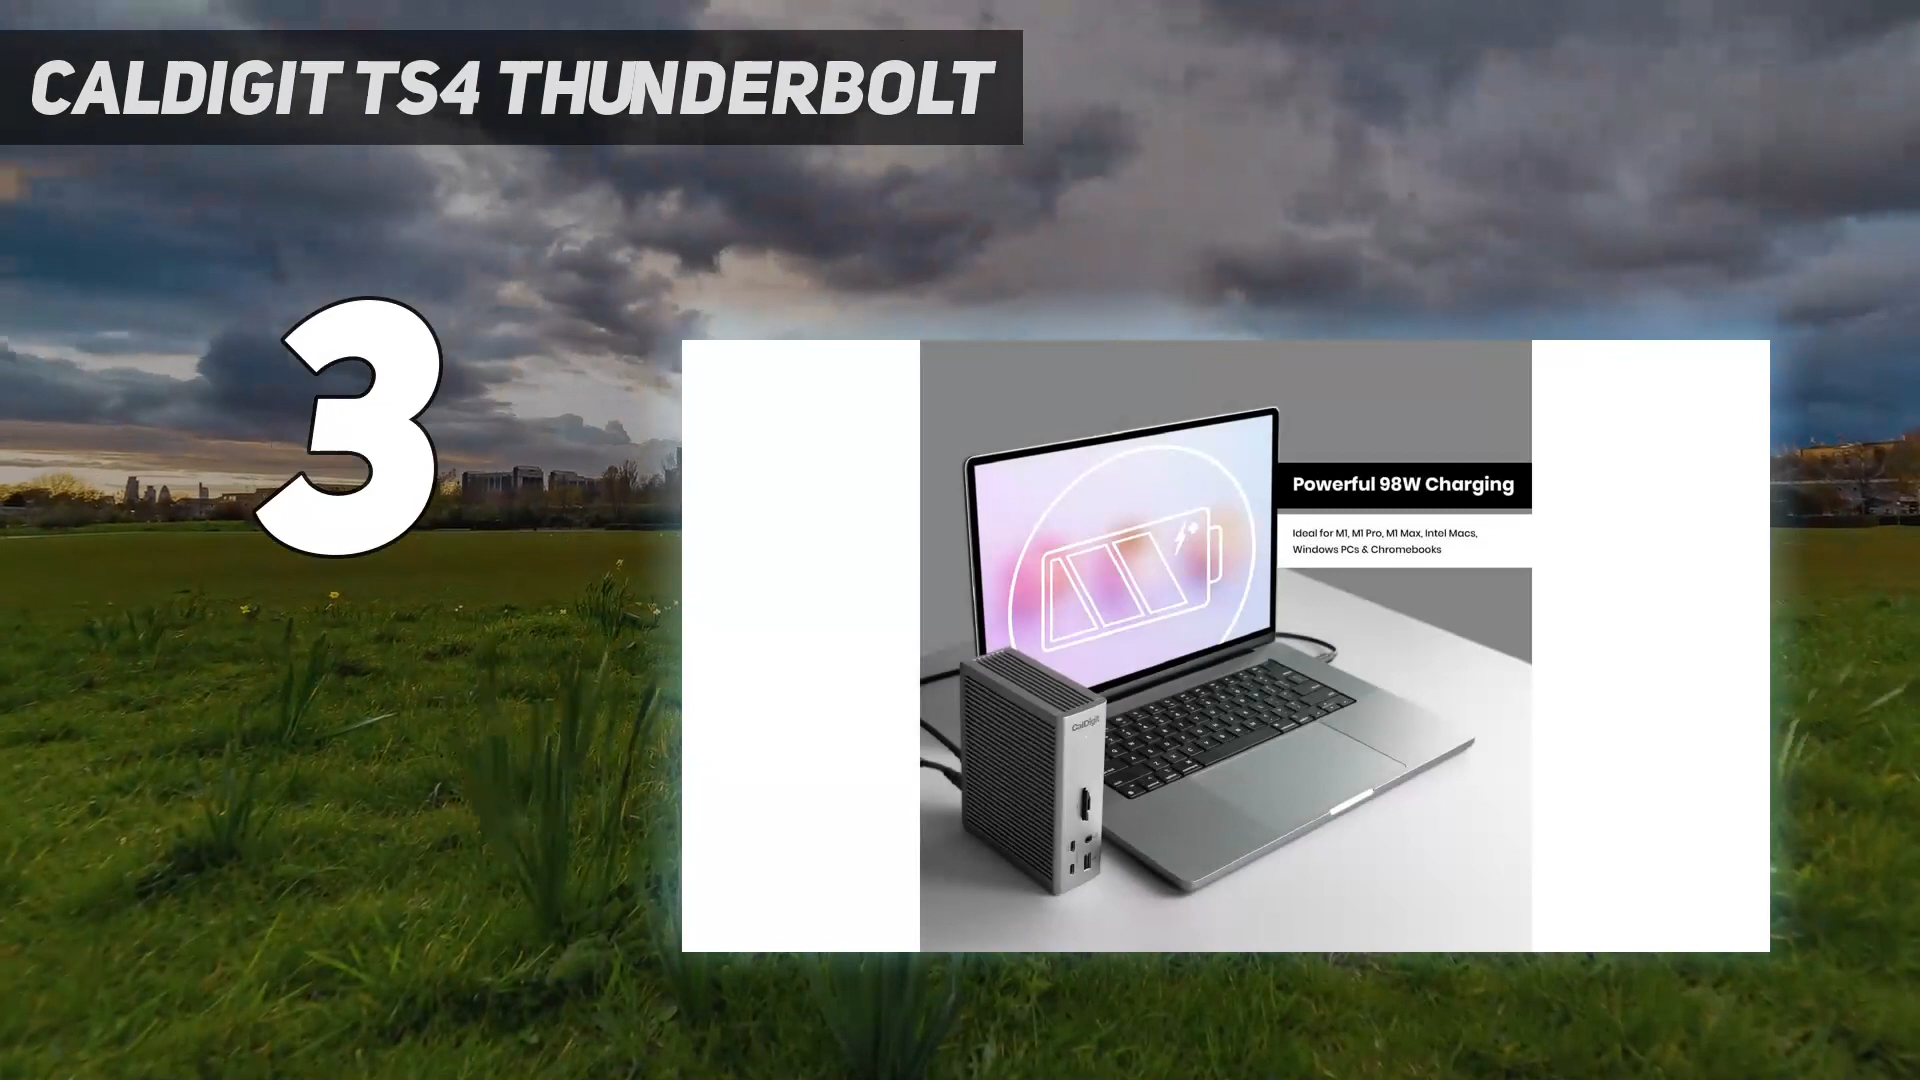 CALDIGIT TS4 THUNDERBOLT
3
Powerful 98W Charging
Ideal for M1, M1 Pro, M1 Max, Intel Macs,
Windows PCs & Chromebooks
CalDigit